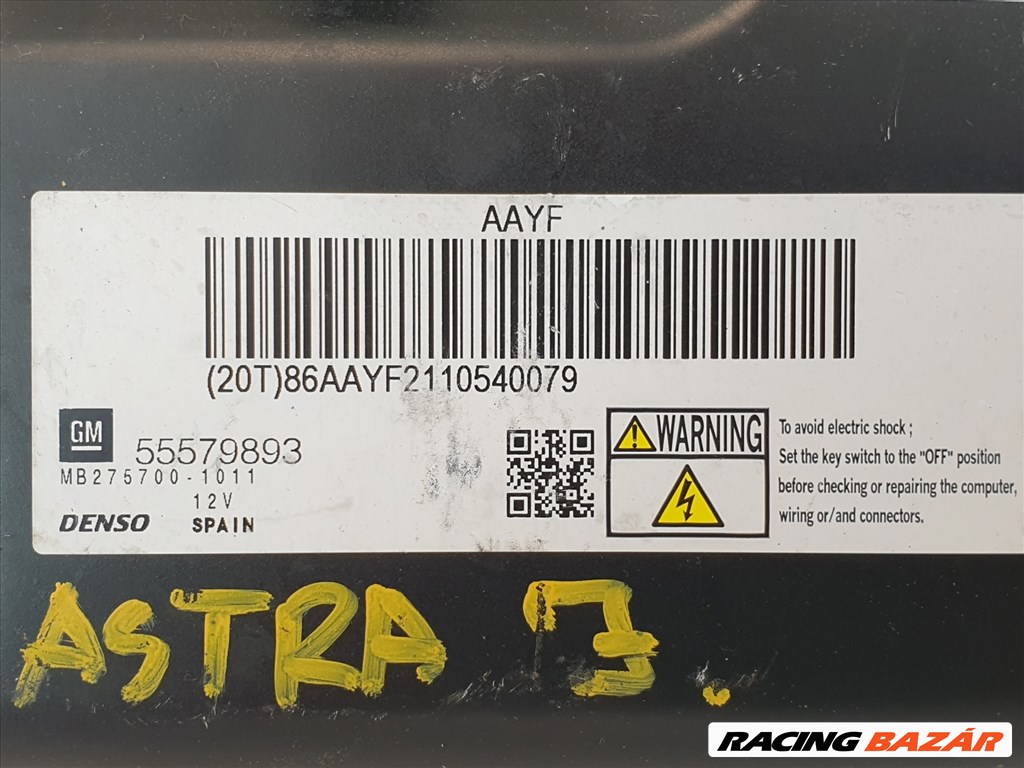 AAYF
(20T)86AAYF2110540079
GM
55579893
MB275700-1011
12V
DENSO SPAIN
WARNING
To avoid electric shock ;
Set the key switch to the "OFF" position
before checking or repairing the computer,
wiring or/and connectors.
ASTRA J.
RACING BAZÁR